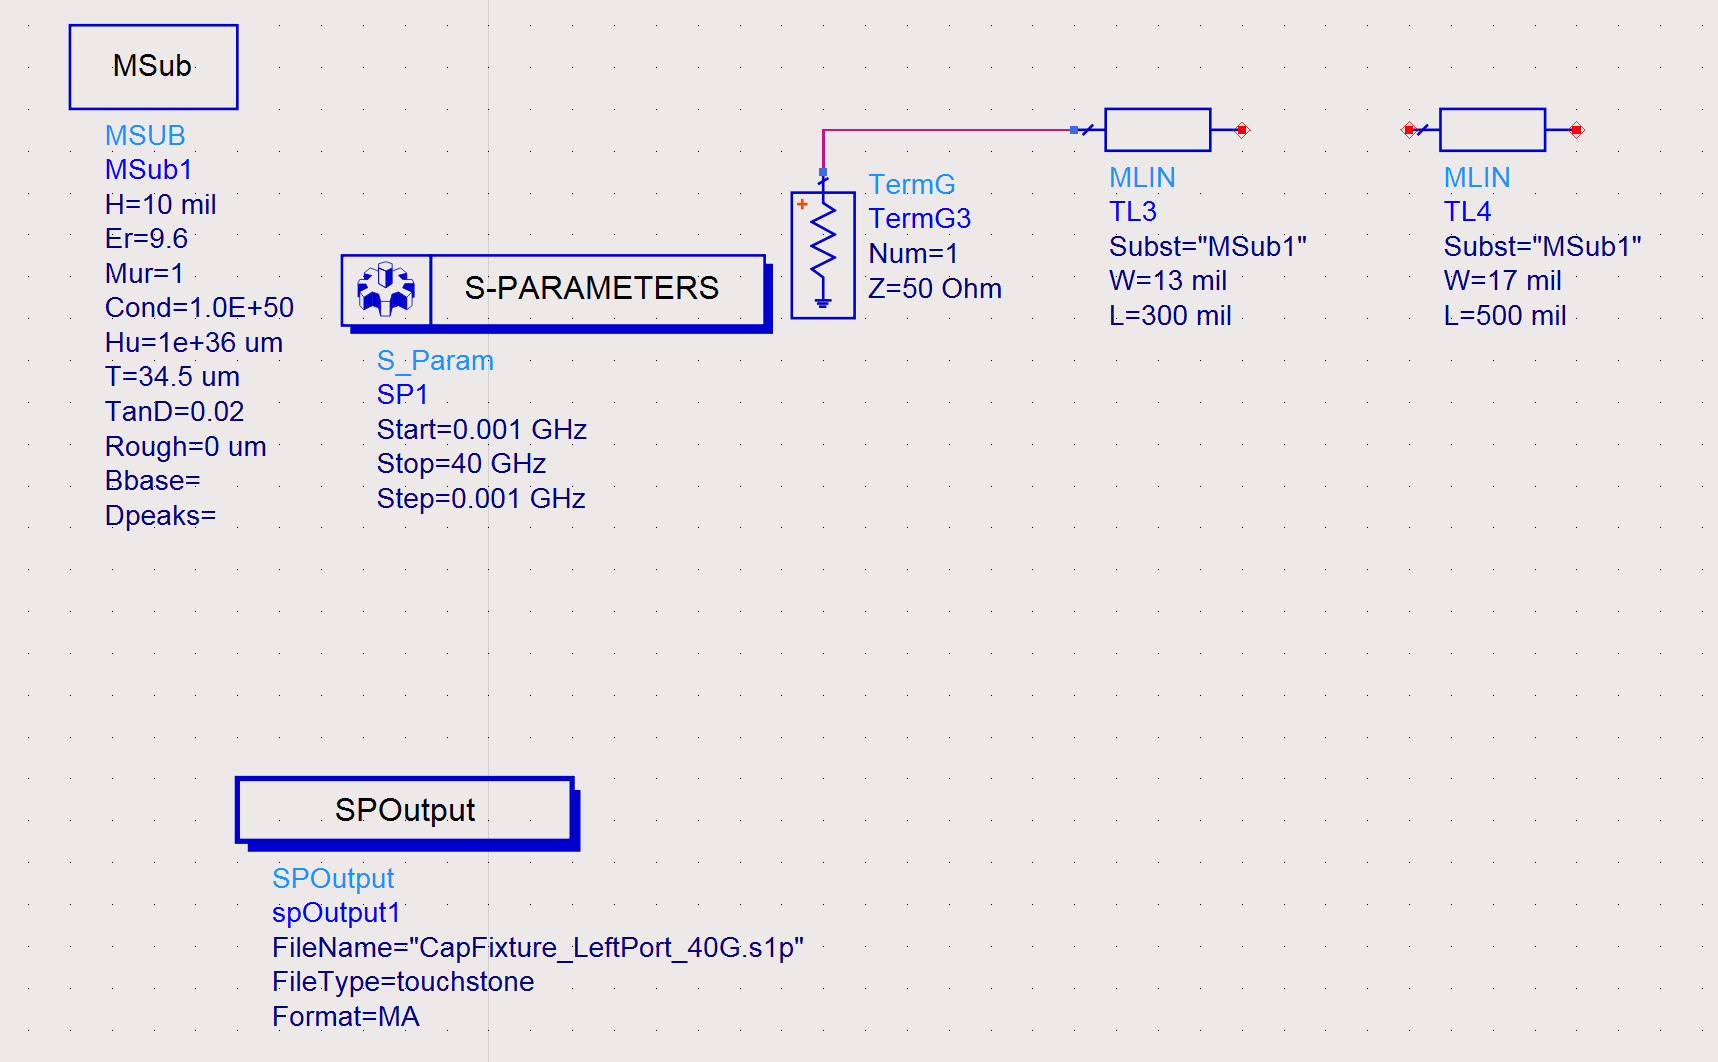 MSub
MSUB
MSub1
H=10 mil
Er=9.6
Mur=1
Cond=1.0E+50
Hu=1e+36 um
T=34.5 um
TanD=0.02
Rough=0 um
Bbase=
Dpeaks=
S-PARAMETERS
S_Param
SP1
Start=0.001 GHz
Stop=40 GHz
Step=0.001 GHz
+
TermG
TermG3
Num=1
Z=50 Ohm
MLIN
TL3
Subst="MSub1"
W=13 mil
L=300 mil
MLIN
TL4
Subst="MSub1"
W=17 mil
L=500 mil
SPOutput
SPOutput
spOutput1
FileName="CapFixture_LeftPort_40G.s1p"
FileType=touchstone
Format=MA